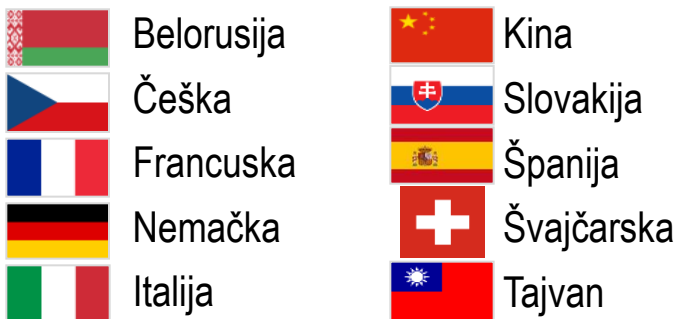 Belorusija
Češka
Francuska
Nemačka
Italija
Kina
Slovakija
Španija
Švajčarska
Tajvan